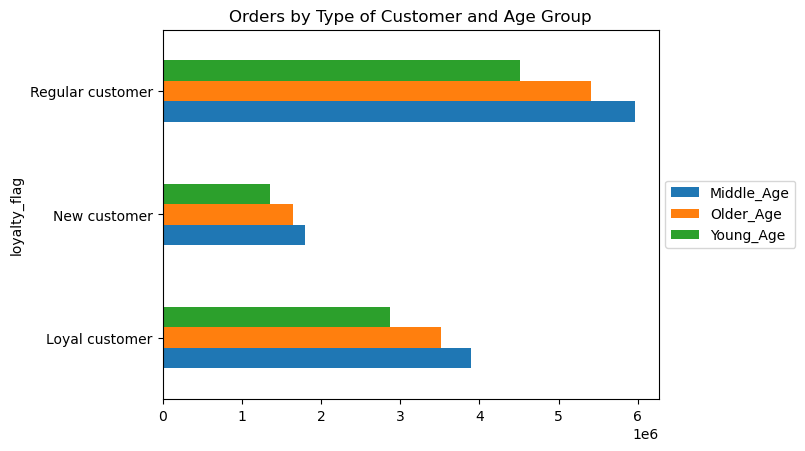 Orders by Type of Customer and Age Group
loyalty_flag
Regular customer
New customer
Loyal customer
0 1 2 3 4 5 6
1e6
Middle_Age
Older_Age
Young_Age